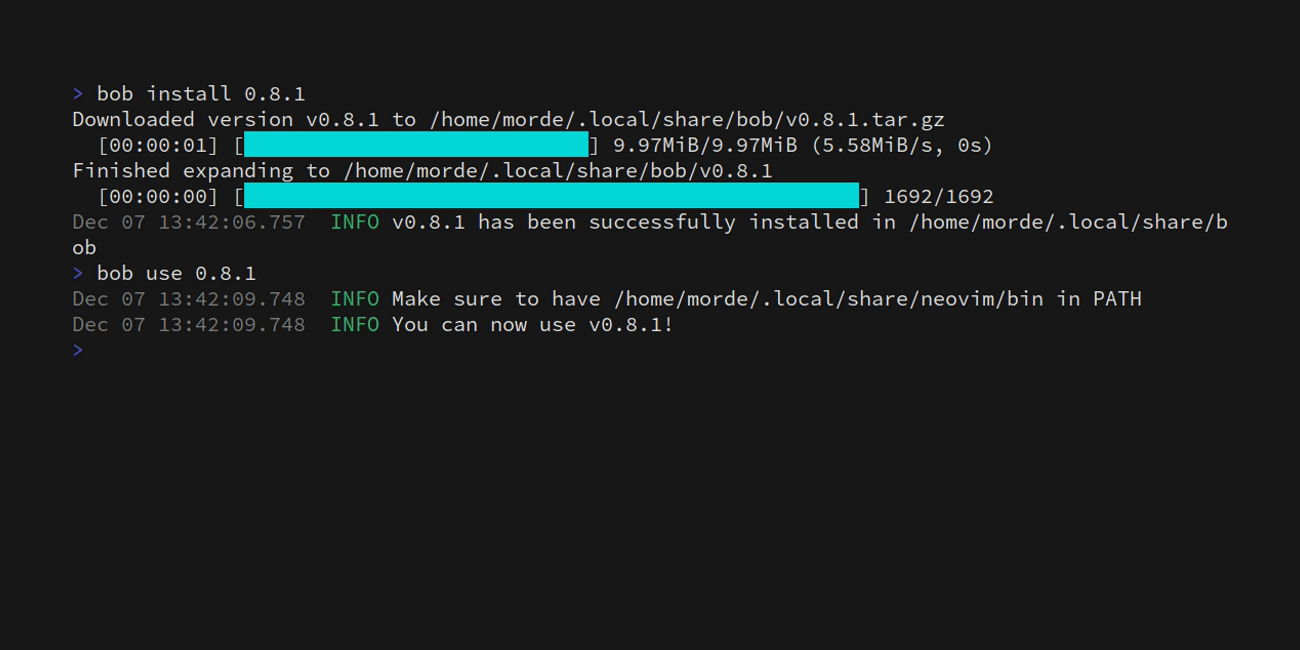 > bob install 0.8.1
Downloaded version v0.8.1 to /home/morde/.local/share/bob/v0.8.1.tar.gz
  [00:00:01] [                            ] 9.97MiB/9.97MiB (5.58MiB/s, 0s)
Finished expanding to /home/morde/.local/share/bob/v0.8.1
  [00:00:00] [                                                  ] 1692/1692
Dec 07 13:42:06.757  INFO v0.8.1 has been successfully installed in /home/morde/.local/share/b
ob
> bob use 0.8.1
Dec 07 13:42:09.748  INFO Make sure to have /home/morde/.local/share/neovim/bin in PATH
Dec 07 13:42:09.748  INFO You can now use v0.8.1!
>